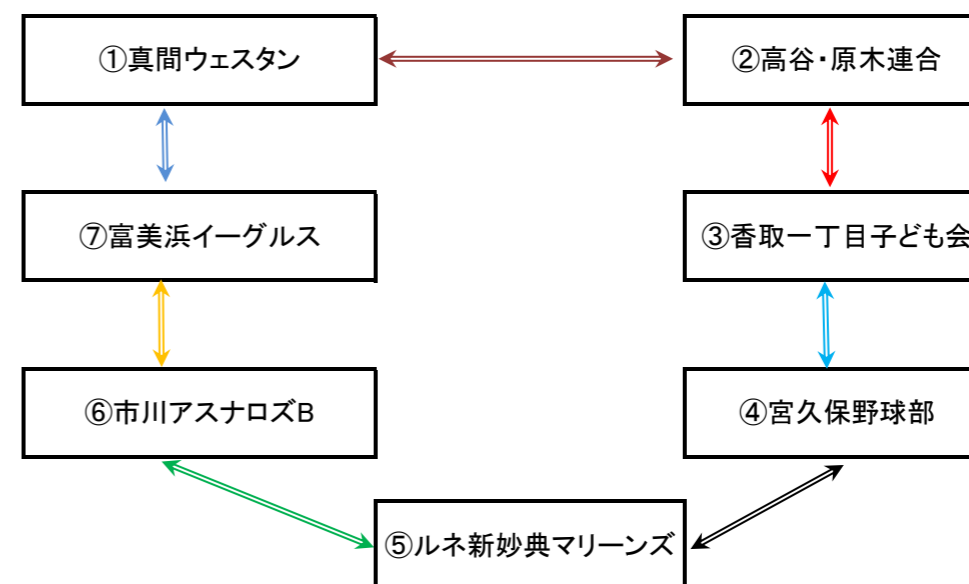 ①真間ウェスタン
②高谷・原木連合
⑦富美浜イーグルス
③香取一丁目子ども会
⑥市川アスナロズB
④宮久保野球部
⑤ルネ新妙典マリーンズ